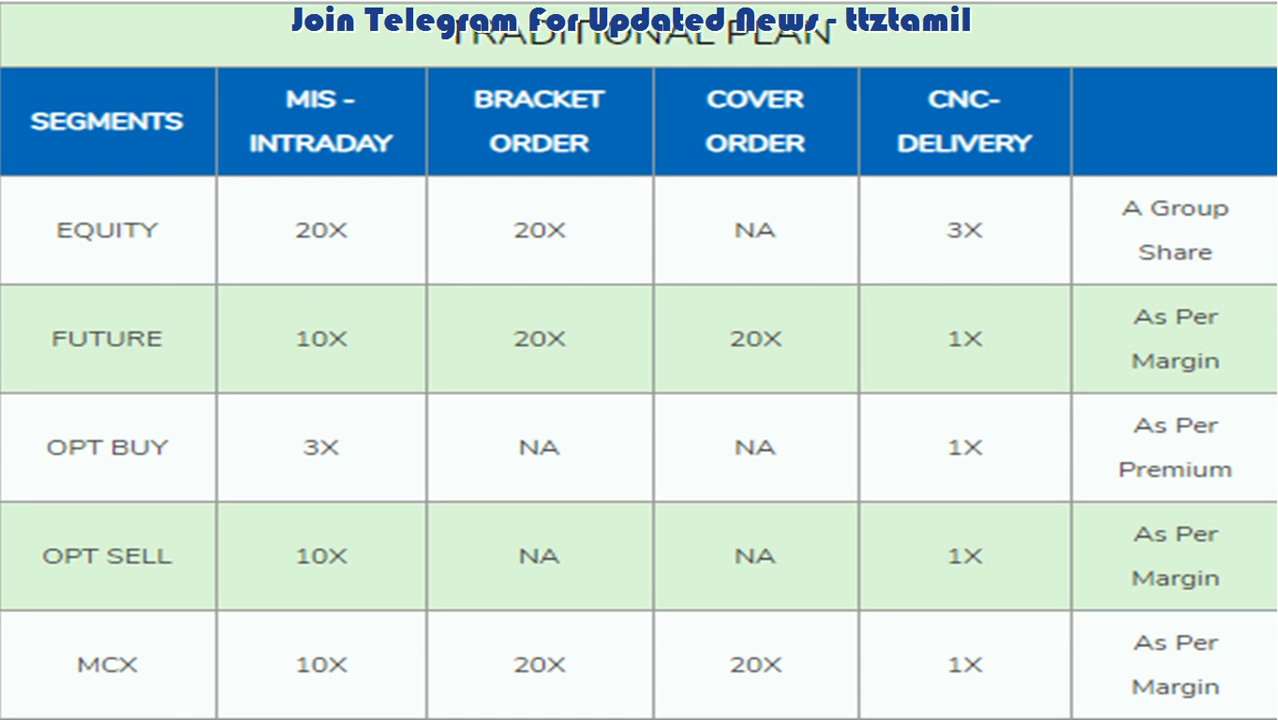 Join Telegram For Updated News - ttztamil
TRADITIONAL PLAN
SEGMENTS
MIS -
INTRADAY
BRACKET
ORDER
COVER
ORDER
CNC-
DELIVERY
EQUITY
20X
20X
NA
3X
A Group
Share
FUTURE
10X
20X
20X
1X
As Per
Margin
OPT BUY
3X
NA
NA
1X
As Per
Premium
OPT SELL
10X
NA
NA
1X
As Per
Margin
MCX
10X
20X
20X
1X
As Per
Margin